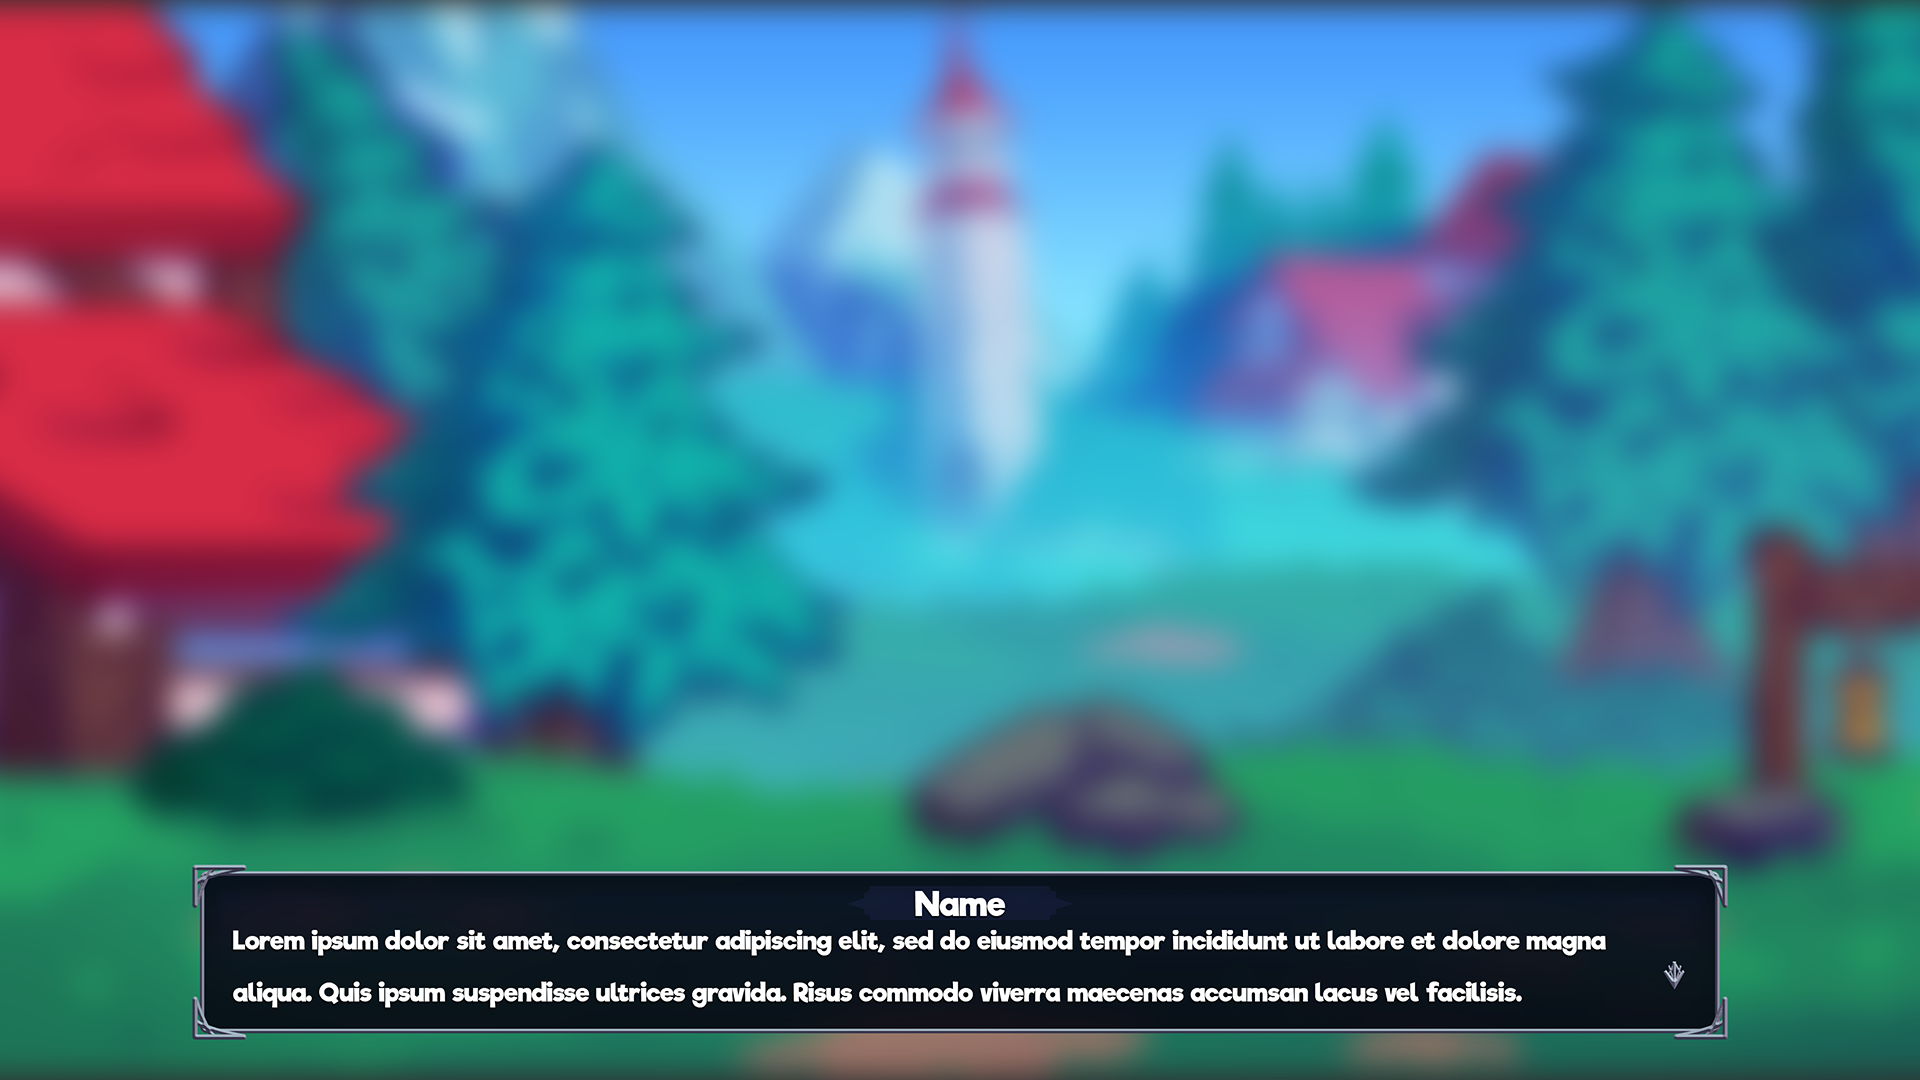 Name
Lorem ipsum dolor sit amet, consectetur adipiscing elit, sed do eiusmod tempor incididunt ut labore et dolore magna
aliqua. Quis ipsum suspendisse ultrices gravida. Risus commodo viverra maecenas accumsan lacus vel facilisis.